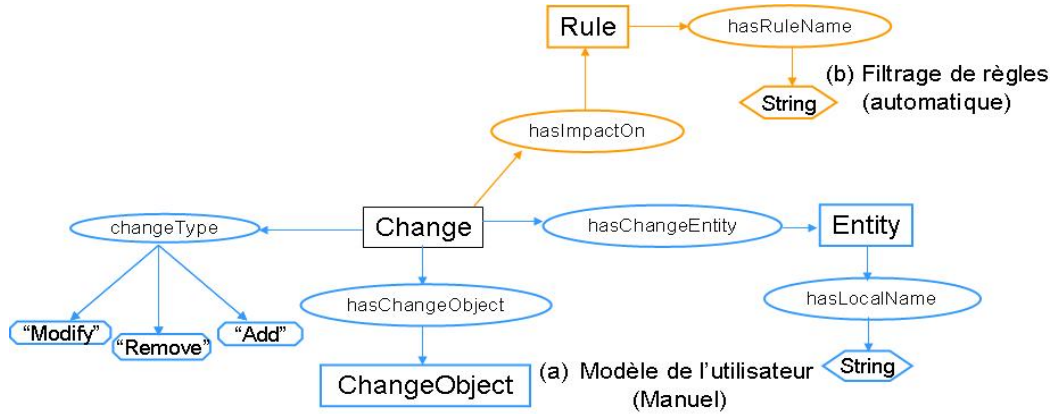 Rule
hasRuleName
(b) Filtrage de règles
(automatique)
String
hasImpactOn
changeType
Change
hasChangeEntity
Entity
hasChangeObject
hasLocalName
"Modify"
"Remove"
"Add"
ChangeObject
(a) Modèle de l'utilisateur
(Manuel)
String